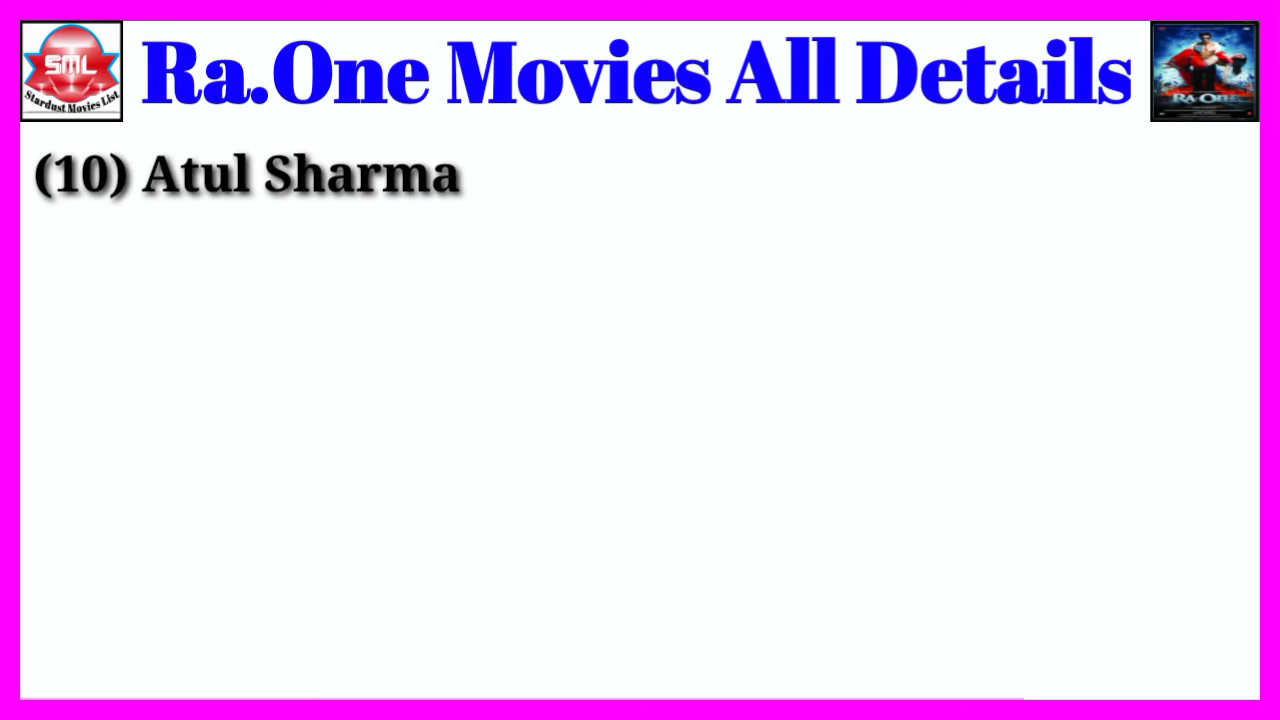 SML
Stardust Movies List
Ra.One Movies All Details
RA-ONE
(10) Atul Sharma